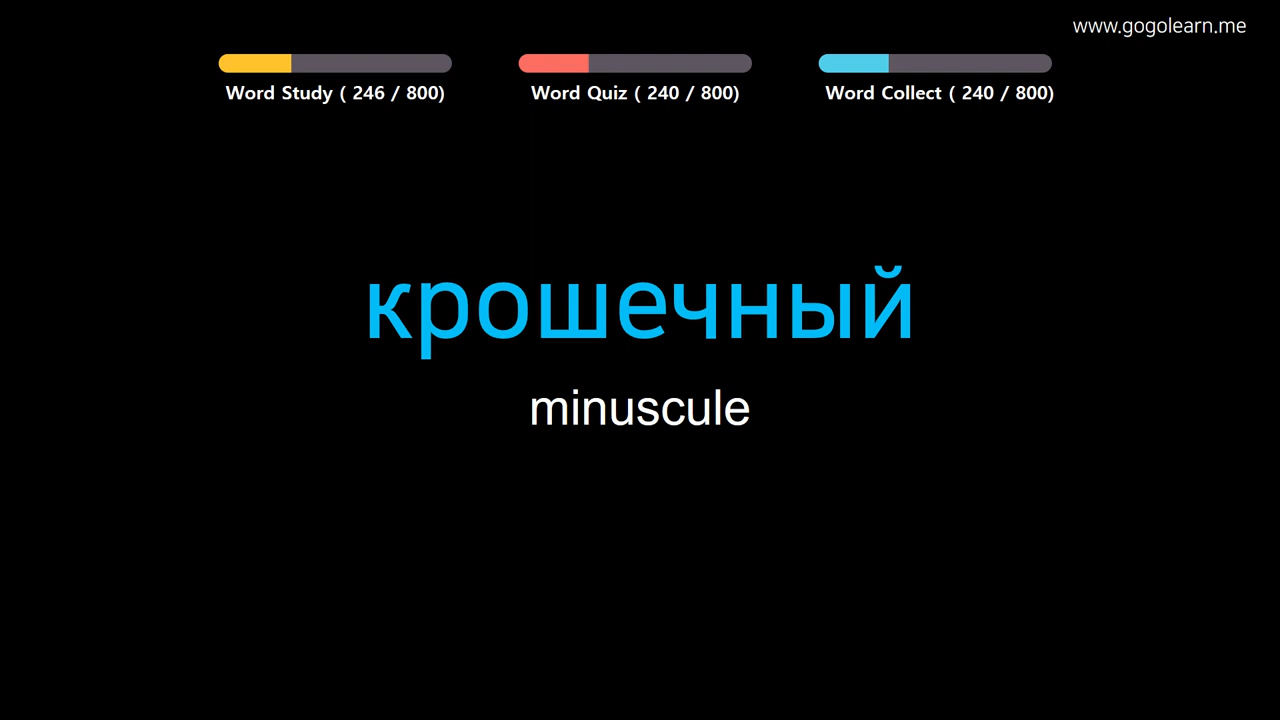 www.gogolearn.me
Word Study ( 246 / 800)
Word Quiz ( 240 / 800)
Word Collect ( 240 / 800)
крошечный
minuscule